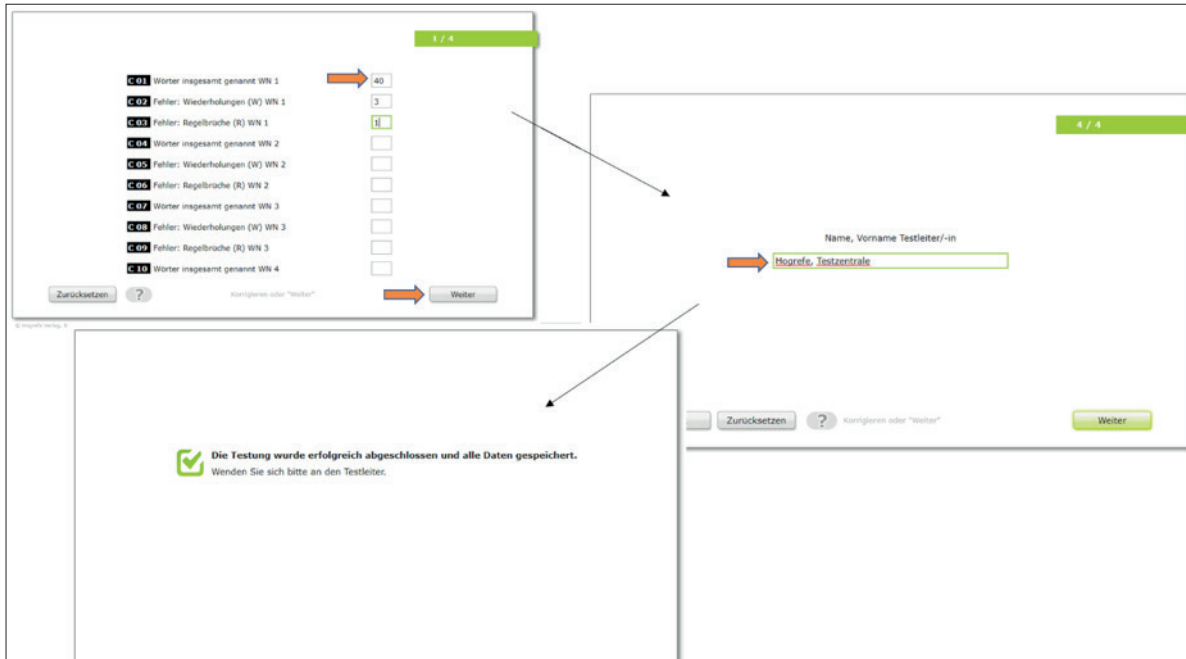 1 / 4
C 01 Wörter insgesamt genannt WN 1 40
C 02 Fehler: Wiederholungen (W) WN 1 3
C 03 Fehler: Regelbrüche (R) WN 1 1
C 04 Wörter insgesamt genannt WN 2
C 05 Fehler: Wiederholungen (W) WN 2
C 06 Fehler: Regelbrüche (R) WN 2
C 07 Wörter insgesamt genannt WN 3
C 08 Fehler: Wiederholungen (W) WN 3
C 09 Fehler: Regelbrüche (R) WN 3
C 10 Wörter insgesamt genannt WN 4
Zurücksetzen ? Korrigieren oder "Weiter" Weiter
© Hogrefe Verlag,
4 / 4
Name, Vorname Testleiter/-in
Hogrefe, Testzentrale
Zurücksetzen ? Korrigieren oder "Weiter" Weiter
Die Testung wurde erfolgreich abgeschlossen und alle Daten gespeichert.
Wenden Sie sich bitte an den Testleiter.